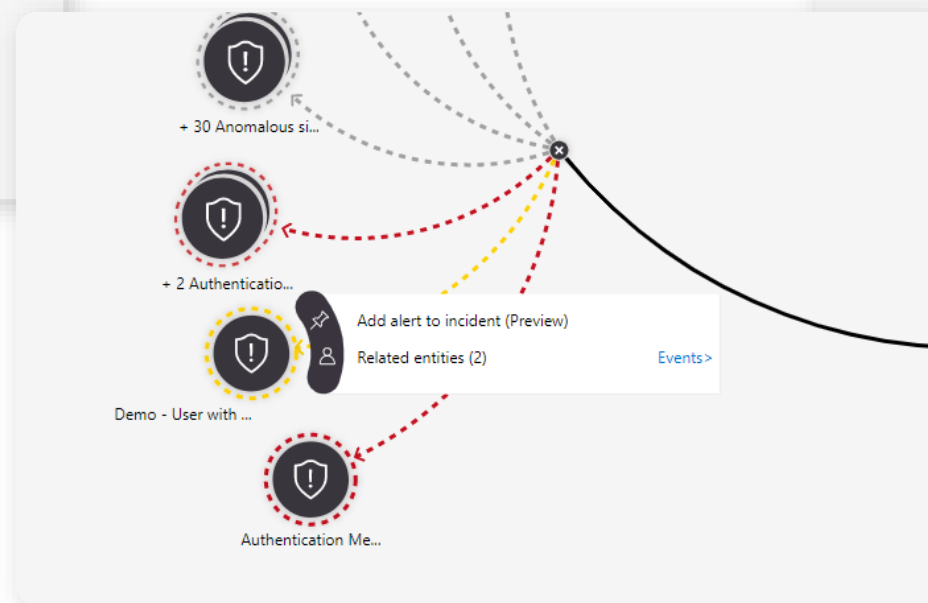 + 30 Anomalous si...
+ 2 Authenticatio...
Add alert to incident (Preview)
Related entities (2)
Events>
Demo - User with ...
Authentication Me...